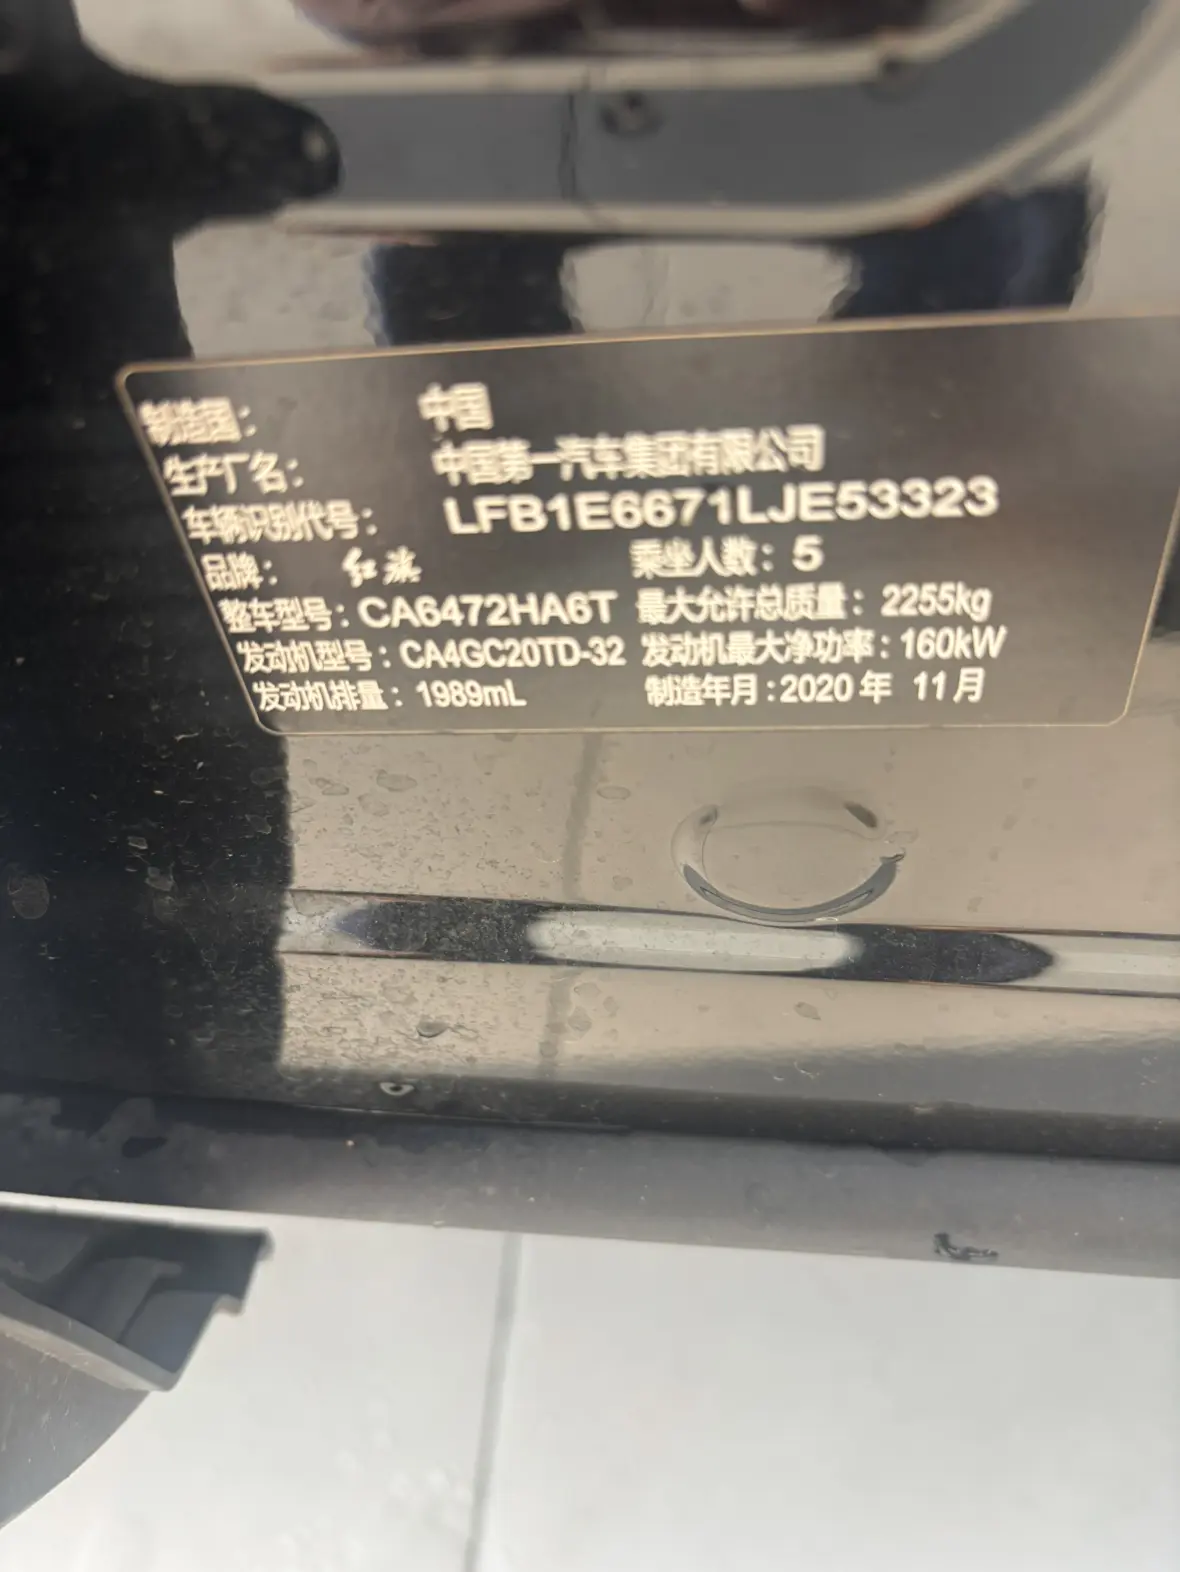 制造国： 中国
生产厂名： 中国第一汽车集团有限公司
车辆识别代号： LFB1E6671LJE53323
品牌： 红旗 乘坐人数：5
整车型号：CA6472HA6T 最大允许总质量：2255kg
发动机型号：CA4GC20TD-32 发动机最大净功率：160kW
发动机排量：1989mL 制造年月：2020年 11月